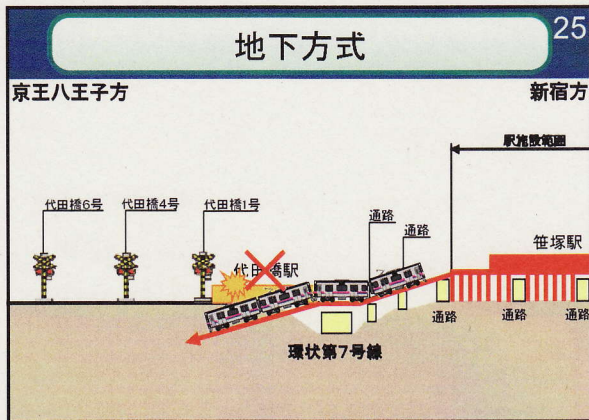 地下方式
25
京王八王子方
新宿方
駅施設範囲
代田橋6号
代田橋4号
代田橋1号
通路
通路
笹塚駅
代田橋駅
通路
通路
通路
環状第7号線